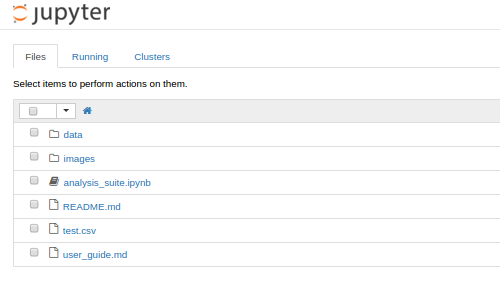 jupyter
Files Running Clusters
Select items to perform actions on them.
data
images
analysis_suite.ipynb
README.md
test.csv
user_guide.md